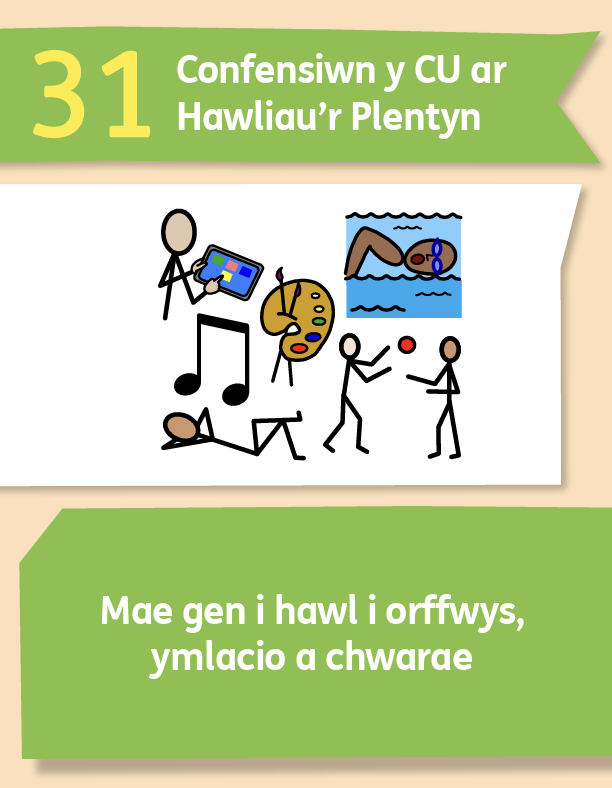 31
Confensiwn y CU ar
Hawliau’r Plentyn
Mae gen i hawl i orffwys,
ymlacio a chwarae